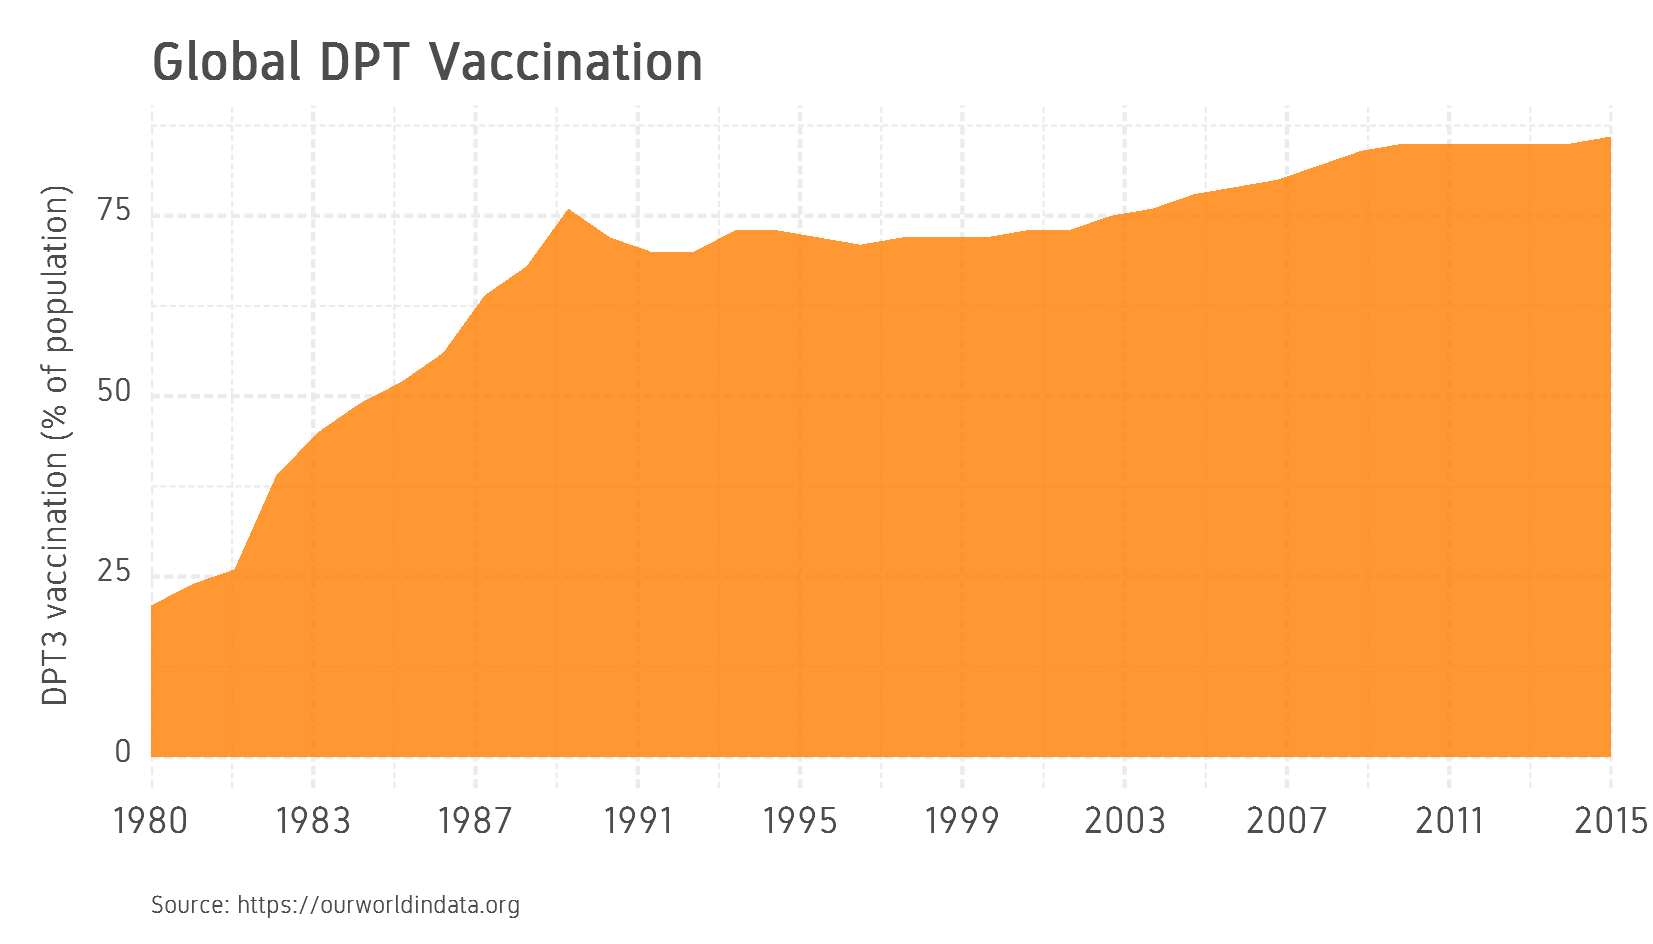 Global DPT Vaccination
DPT3 vaccination (% of population)
75
50
25
0
1980 1983 1987 1991 1995 1999 2003 2007 2011 2015
Source: https://ourworldindata.org